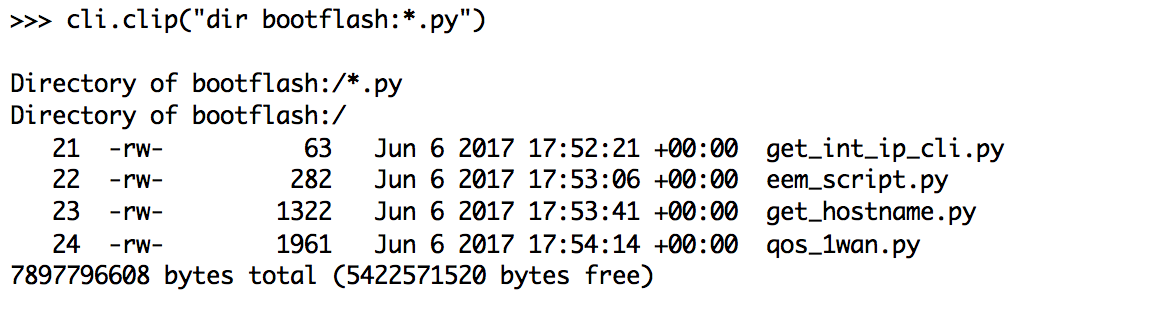 >>> cli.clip("dir bootflash:*.py")
Directory of bootflash:/*.py
Directory of bootflash:/
21 -rw- 63 Jun 6 2017 17:52:21 +00:00 get_int_ip_cli.py
22 -rw- 282 Jun 6 2017 17:53:06 +00:00 eem_script.py
23 -rw- 1322 Jun 6 2017 17:53:41 +00:00 get_hostname.py
24 -rw- 1961 Jun 6 2017 17:54:14 +00:00 qos_1wan.py
7897796608 bytes total (5422571520 bytes free)